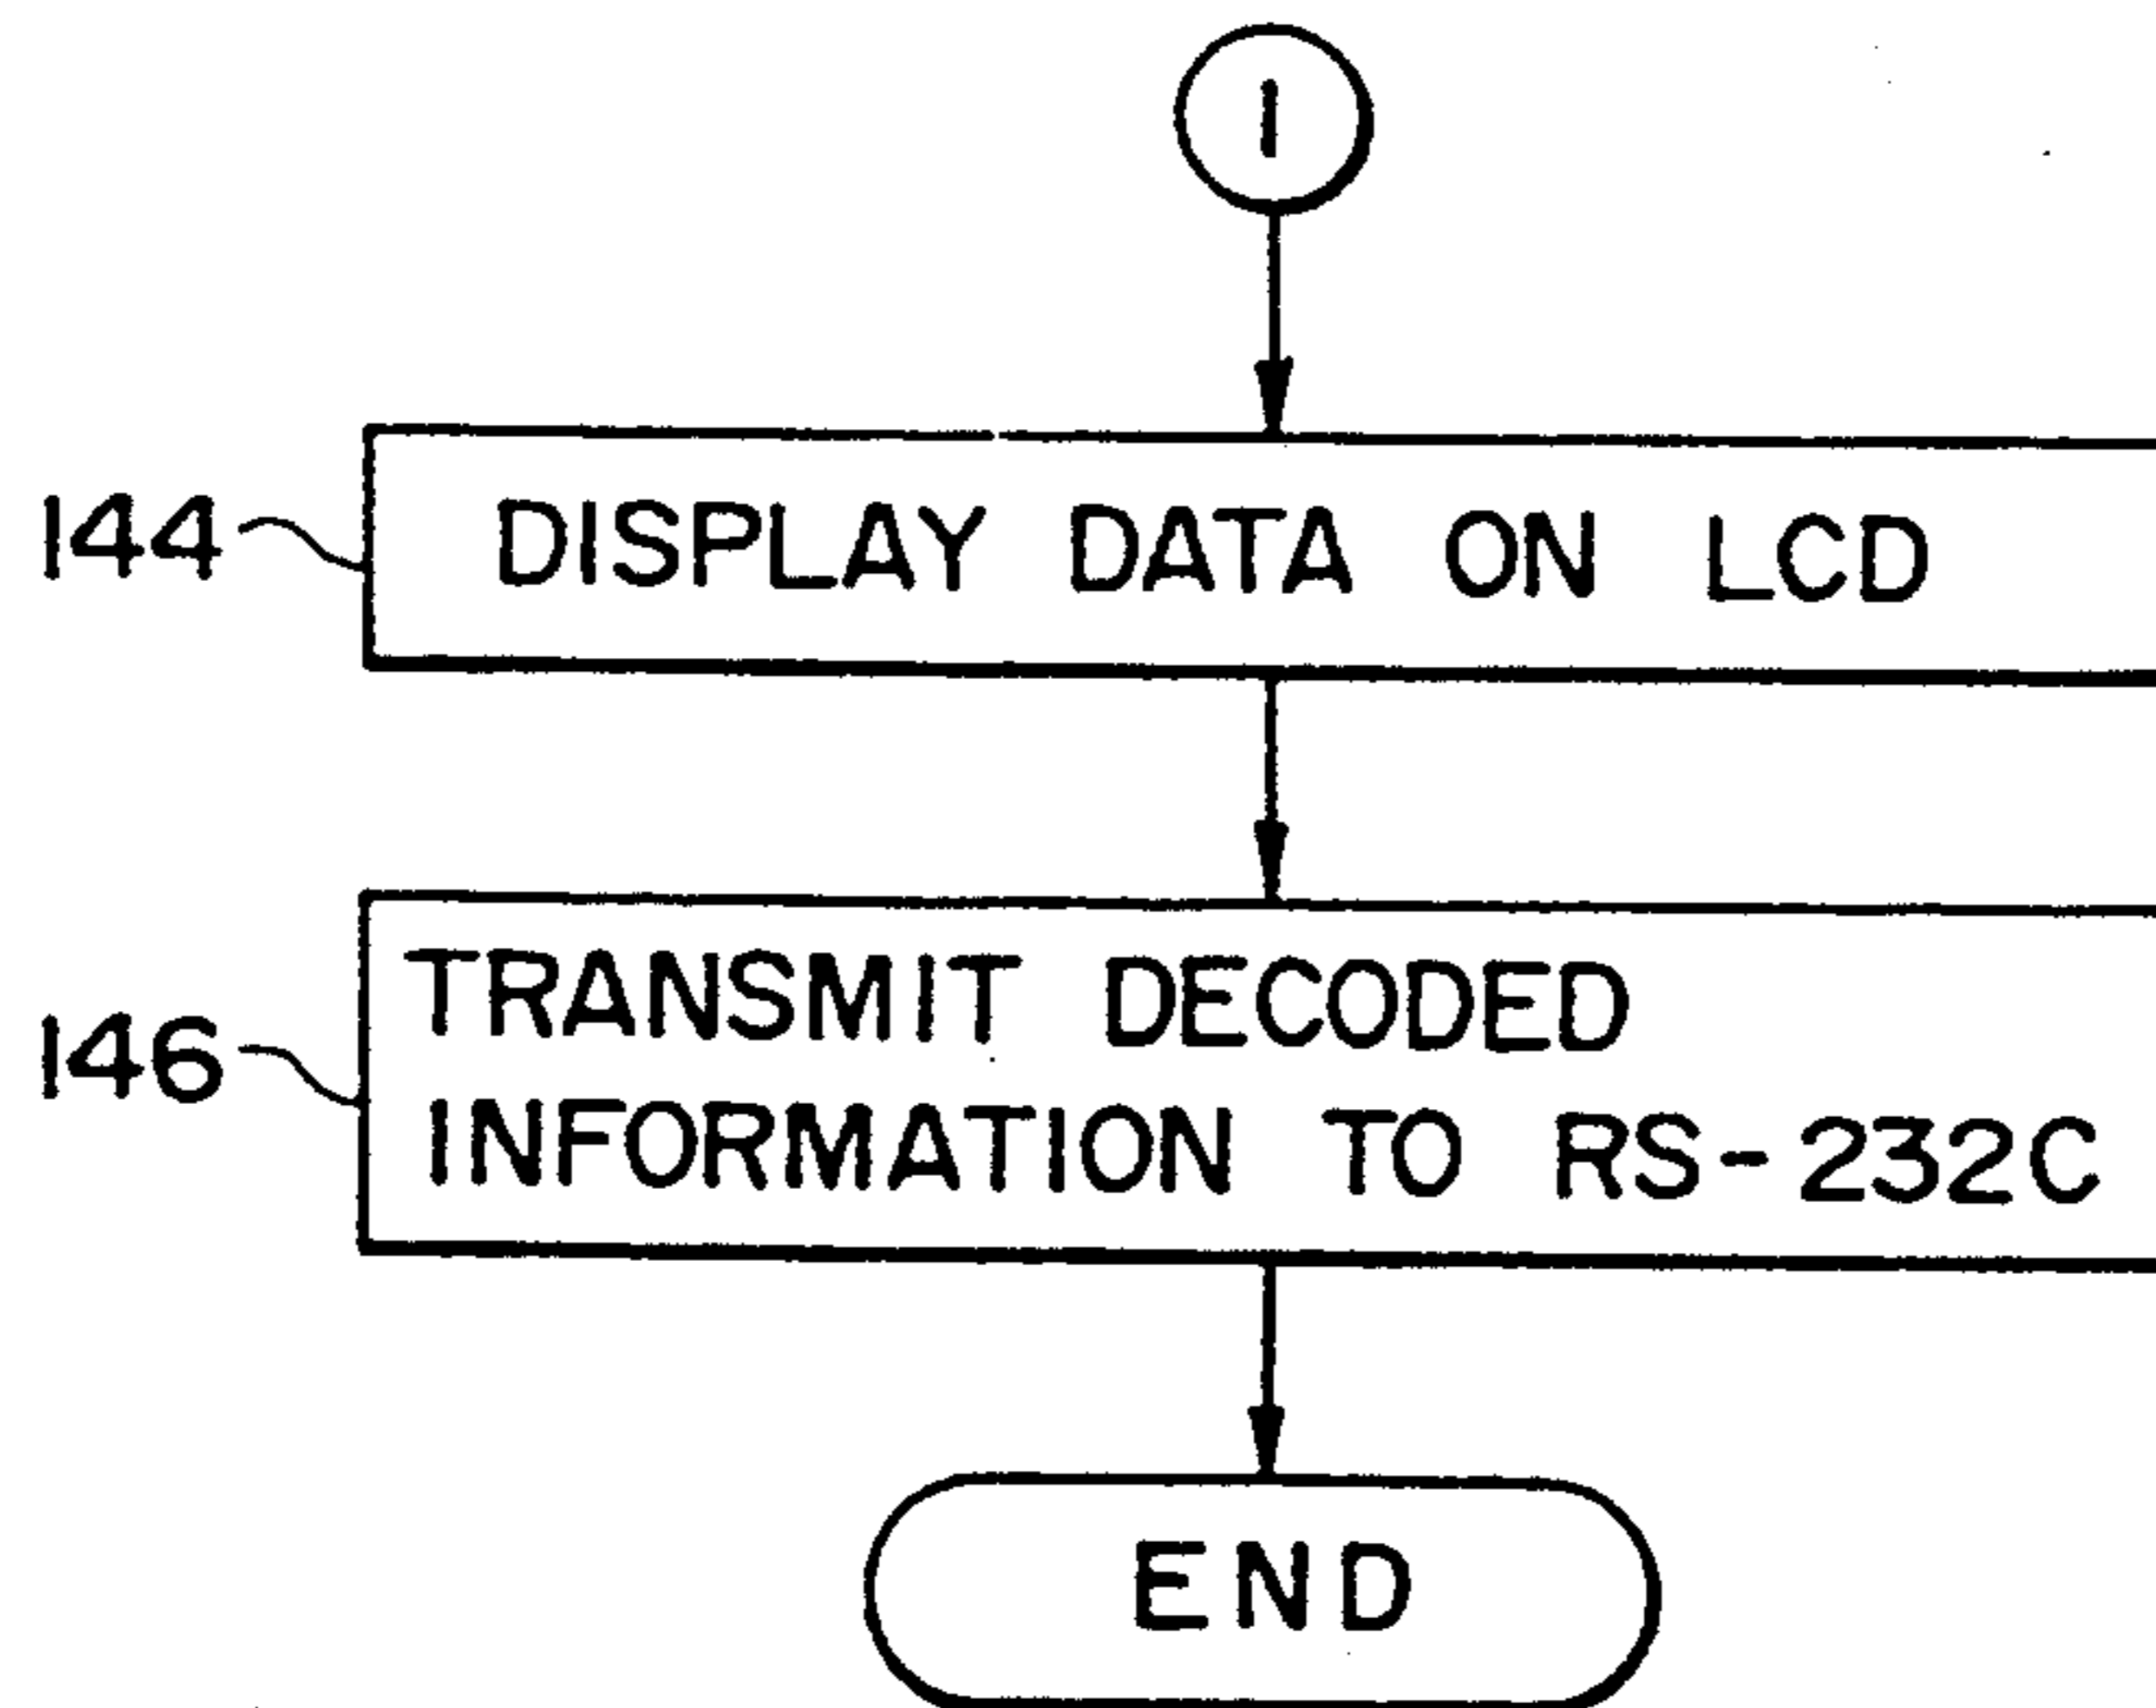 1
144
DISPLAY DATA ON LCD
TRANSMIT DECODED
146
INFORMATION TO RS-232C
END